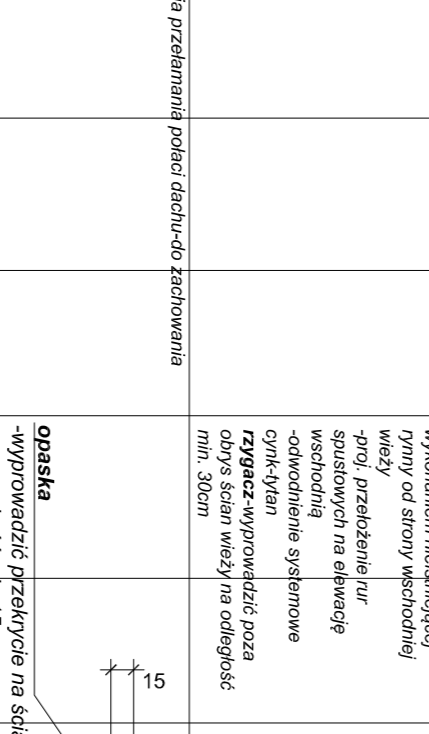 rynny od strony wschodniej
wieży
-proj. przełożenie rur
spustowych na elewację
wschodnią
-odwodnienie systemowe
cynk-tytan
rzygacz-wyprowadzić poza
obrys ścian wieży na odległość
min. 30cm
przełamania połaci dachu-do zachowania
15
opaska
-wyprowadzić przekrycie na